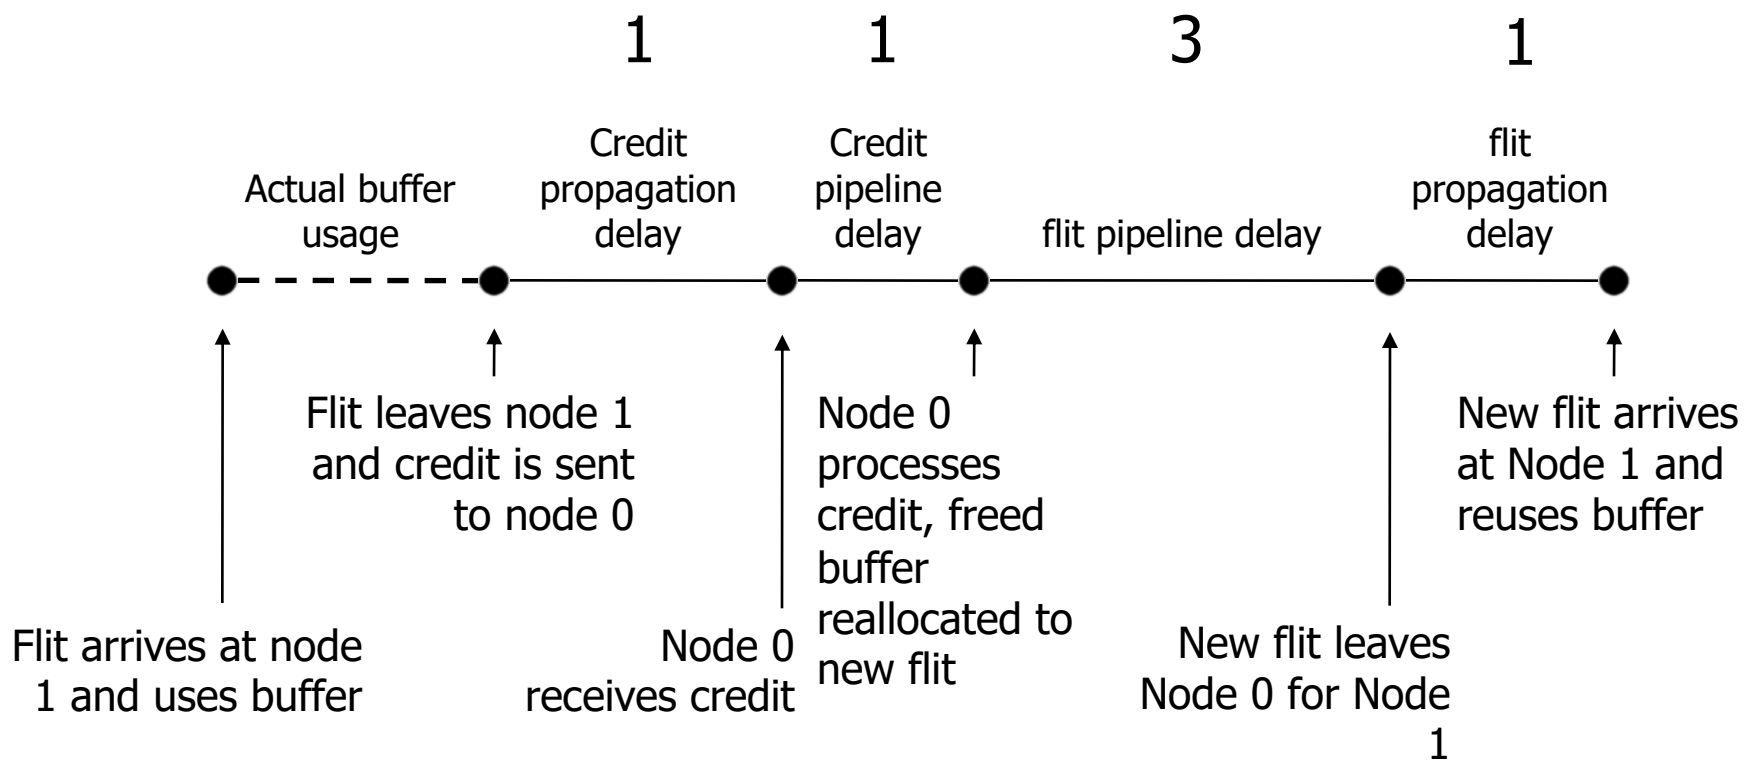 1
1
3
1
Actual buffer
usage
Credit
propagation
delay
Credit
pipeline
delay
flit pipeline delay
flit
propagation
delay
Flit arrives at node
1 and uses buffer
Flit leaves node 1
and credit is sent
to node 0
Node 0
receives credit
Node 0
processes
credit, freed
buffer
reallocated to
new flit
New flit leaves
Node 0 for Node
1
New flit arrives
at Node 1 and
reuses buffer